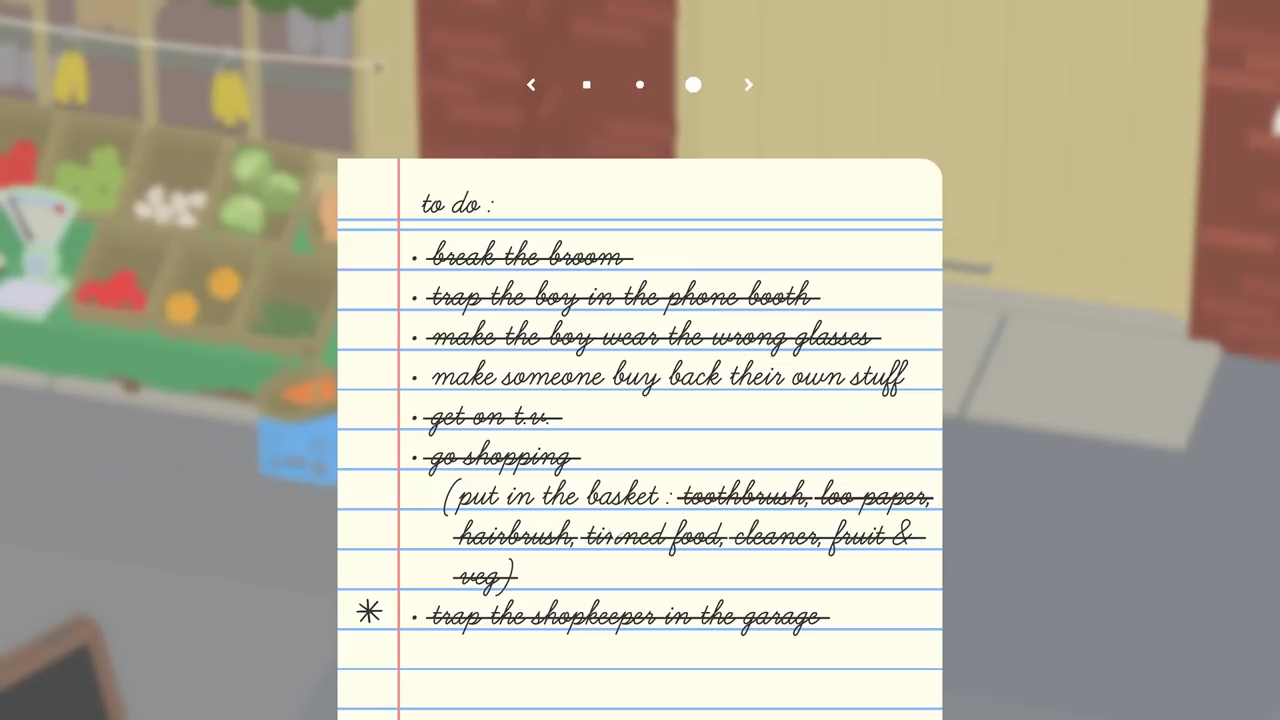 to do :
• break the broom
• trap the boy in the phone booth
• make the boy wear the wrong glasses
• make someone buy back their own stuff
• get on t.v.
• go shopping
(put in the basket : toothbrush, loo paper,
hairbrush, tinned food, cleaner, fruit &
veg)
• trap the shopkeeper in the garage